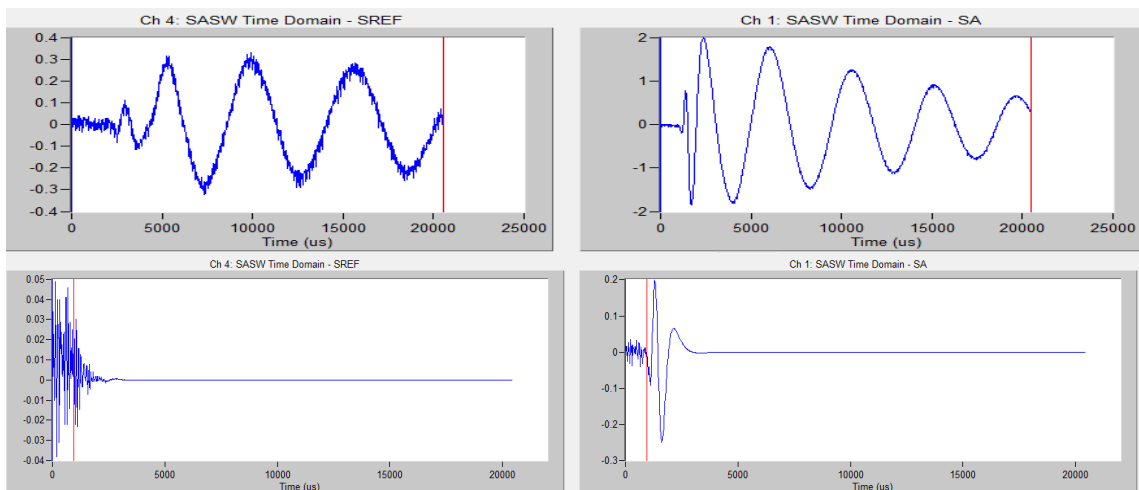 Ch 4: SASW Time Domain - SREF
0.4
0.3
0.2
0.1
0
-0.1
-0.2
-0.3
-0.4
0 5000 10000 15000 20000 25000
Time (us)
Ch 1: SASW Time Domain - SA
2
1
0
-1
-2
0 5000 10000 15000 20000 25000
Time (us)
Ch 4: SASW Time Domain - SREF
0.05
0.04
0.03
0.02
0.01
0
-0.01
-0.02
-0.03
-0.04
0 5000 10000 15000 20000
Time (us)
Ch 1: SASW Time Domain - SA
0.2
0.1
0
-0.1
-0.2
-0.3
0 5000 10000 15000 20000
Time (us)